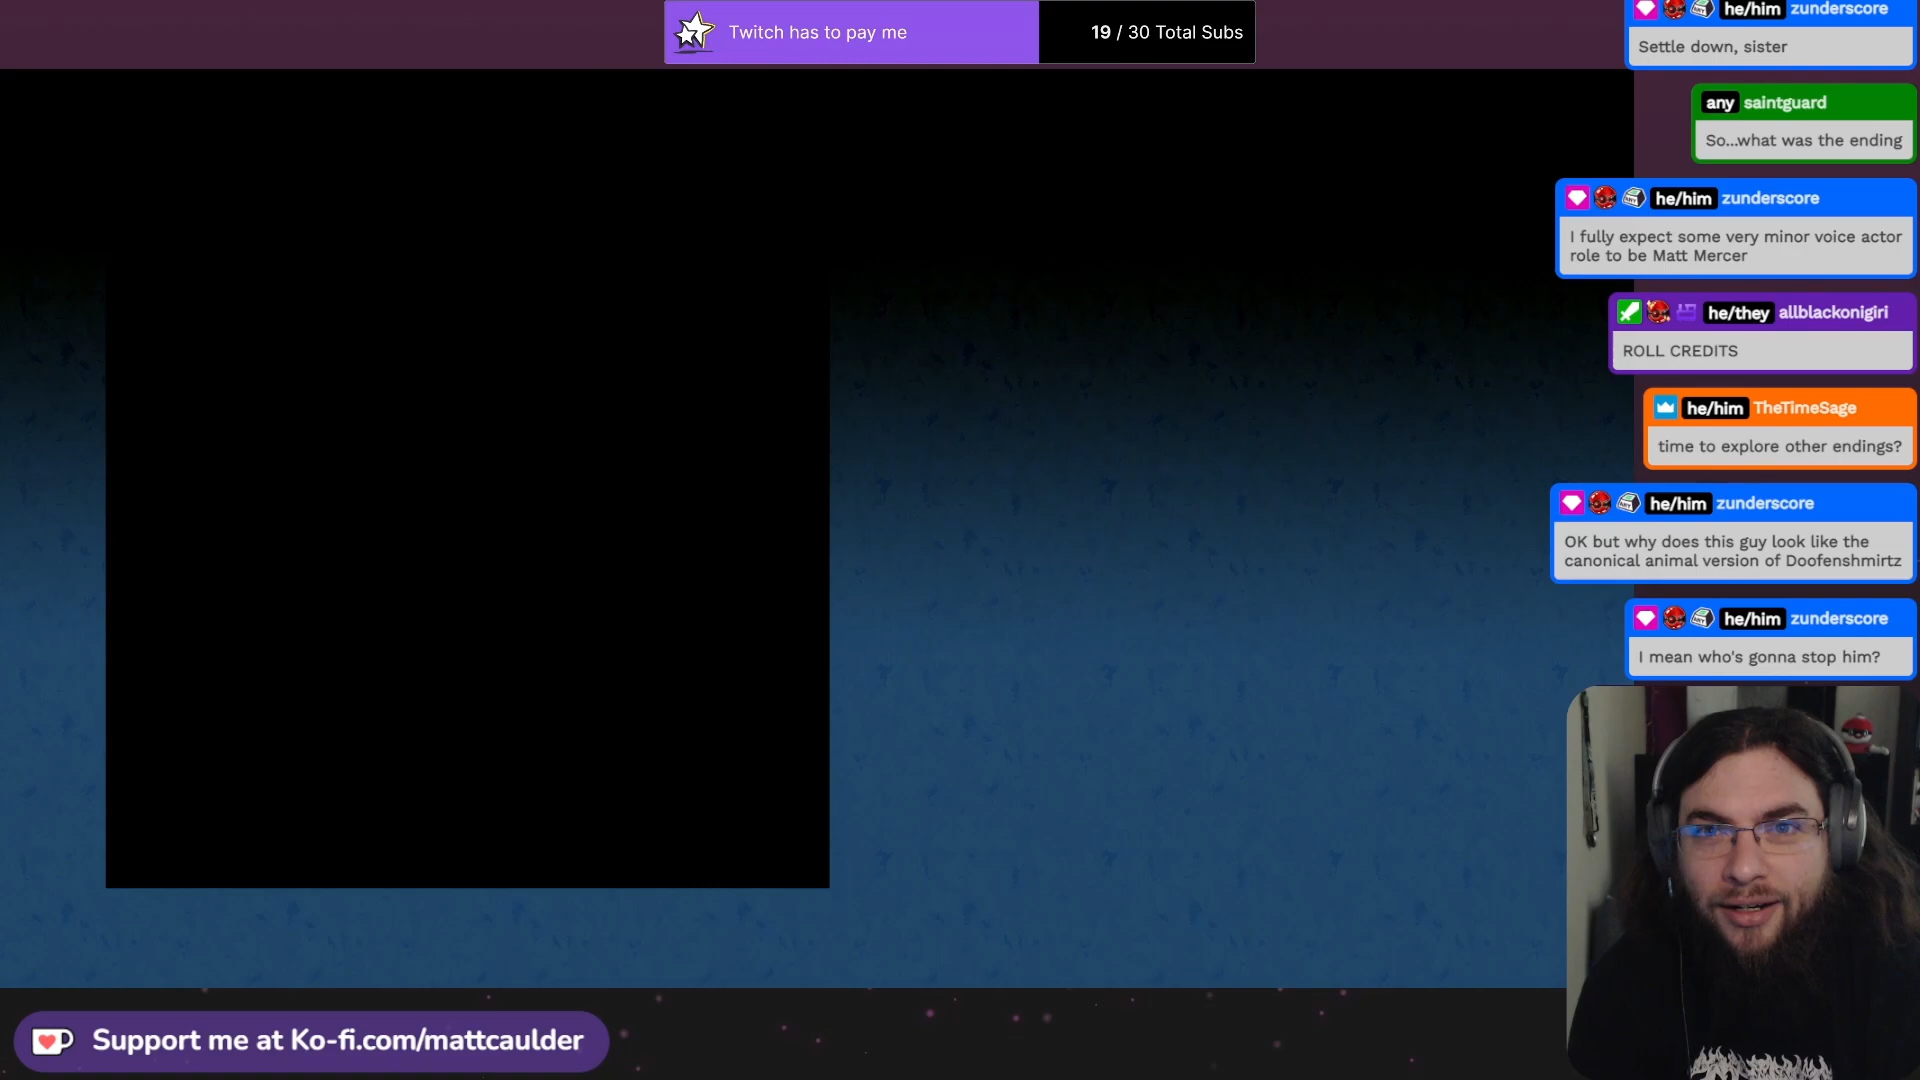 Twitch has to pay me
19 / 30 Total Subs
he/him zunderscore
Settle down, sister
any saintguard
So...what was the ending
he/him zunderscore
I fully expect some very minor voice actor
role to be Matt Mercer
he/they allblackonigiri
ROLL CREDITS
he/him TheTimeSage
time to explore other endings?
he/him zunderscore
OK but why does this guy look like the
canonical animal version of Doofenshmirtz
he/him zunderscore
I mean who's gonna stop him?
Support me at Ko-fi.com/mattcaulder